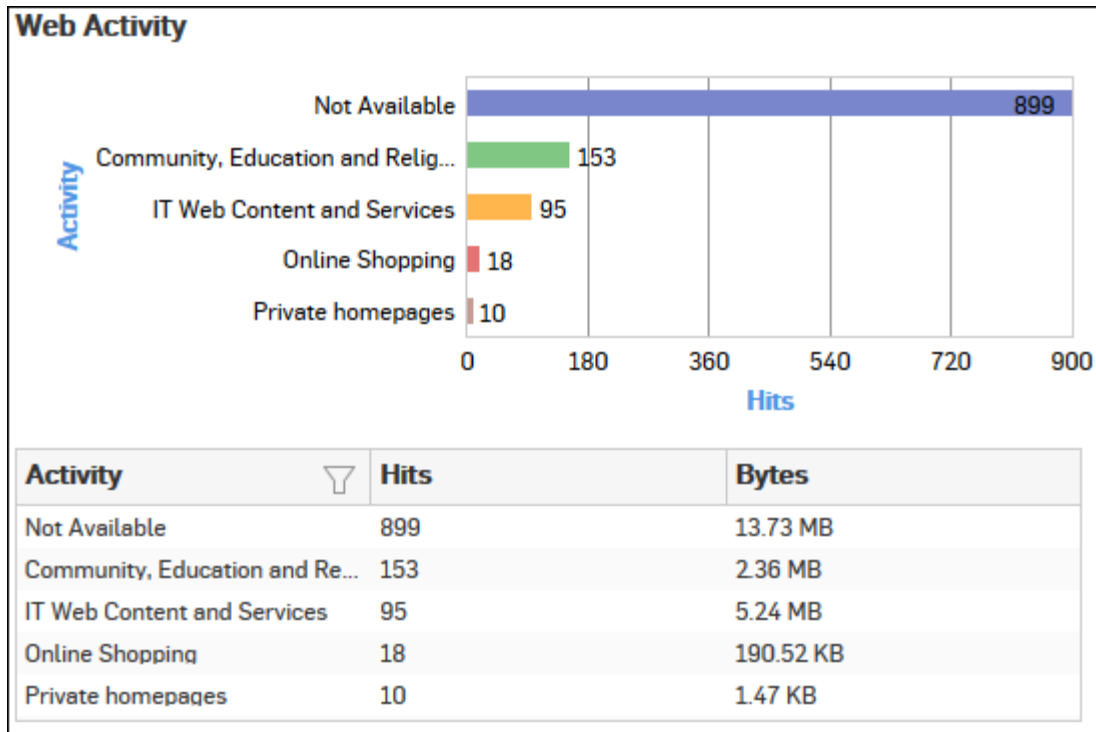 Web Activity
Not Available 899
Community, Education and Relig... 153
IT Web Content and Services 95
Online Shopping 18
Private homepages 10
Activity
0 180 360 540 720 900
Hits
Activity Hits Bytes
Not Available 899 13.73 MB
Community, Education and Re... 153 2.36 MB
IT Web Content and Services 95 5.24 MB
Online Shopping 18 190.52 KB
Private homepages 10 1.47 KB